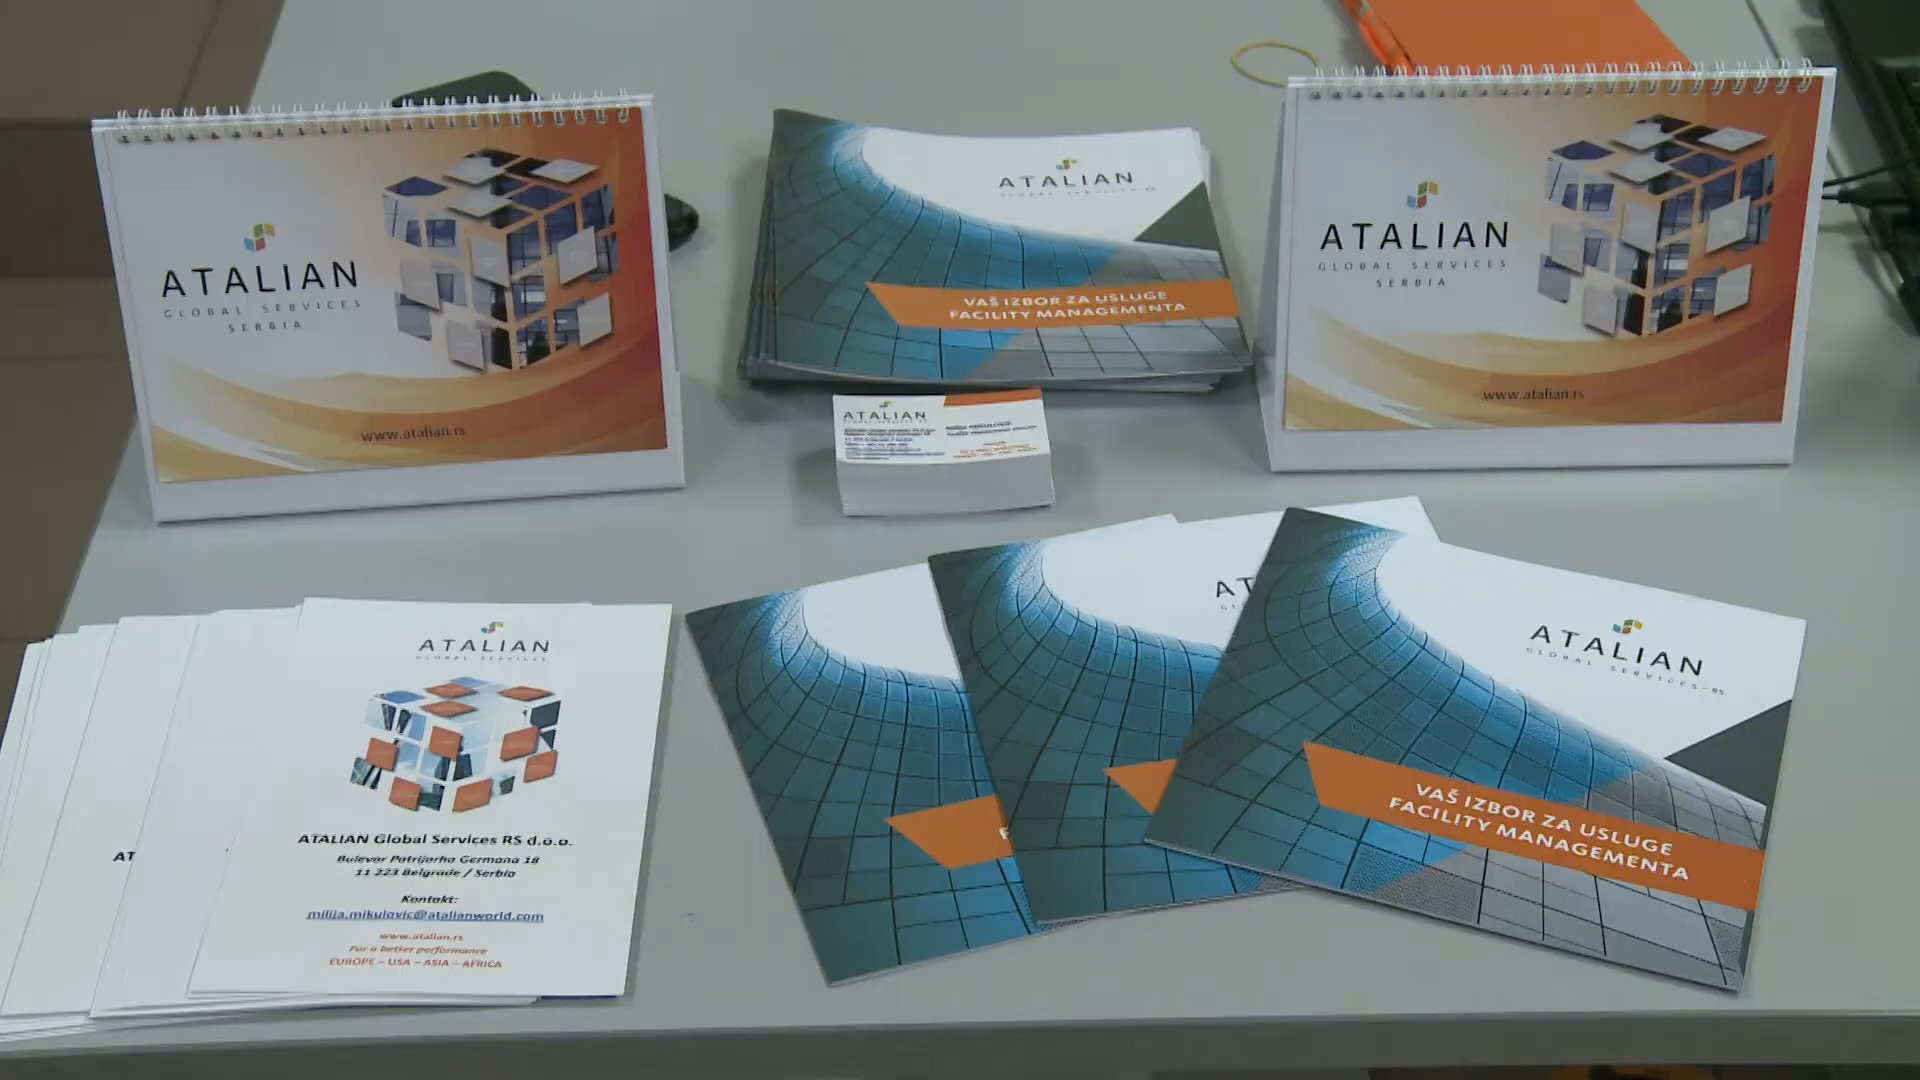 ATALIAN
GLOBAL SERVICES
SERBIA
www.atalian.rs
ATALIAN
GLOBAL SERVICES-RS
VAŠ IZBOR ZA USLUGE
FACILITY MANAGEMENTA
ATALIAN
GLOBAL SERVICES
SERBIA
www.atalian.rs
ATALIAN
ATALIAN
GLOBAL SERVICES
ATALIAN Global Services RS d.o.o.
Bulevar Patrijarha Germana 18
11 223 Belgrade / Serbia
Kontakt:
milija.mikulovic@atalianworld.com
www.atalian.rs
For a better performance
EUROPE – USA – ASIA – AFRICA
AT
AT
GL
ATALIAN
GLOBAL SERVICES-RS
VAŠ IZBOR ZA USLUGE
FACILITY MANAGEMENTA